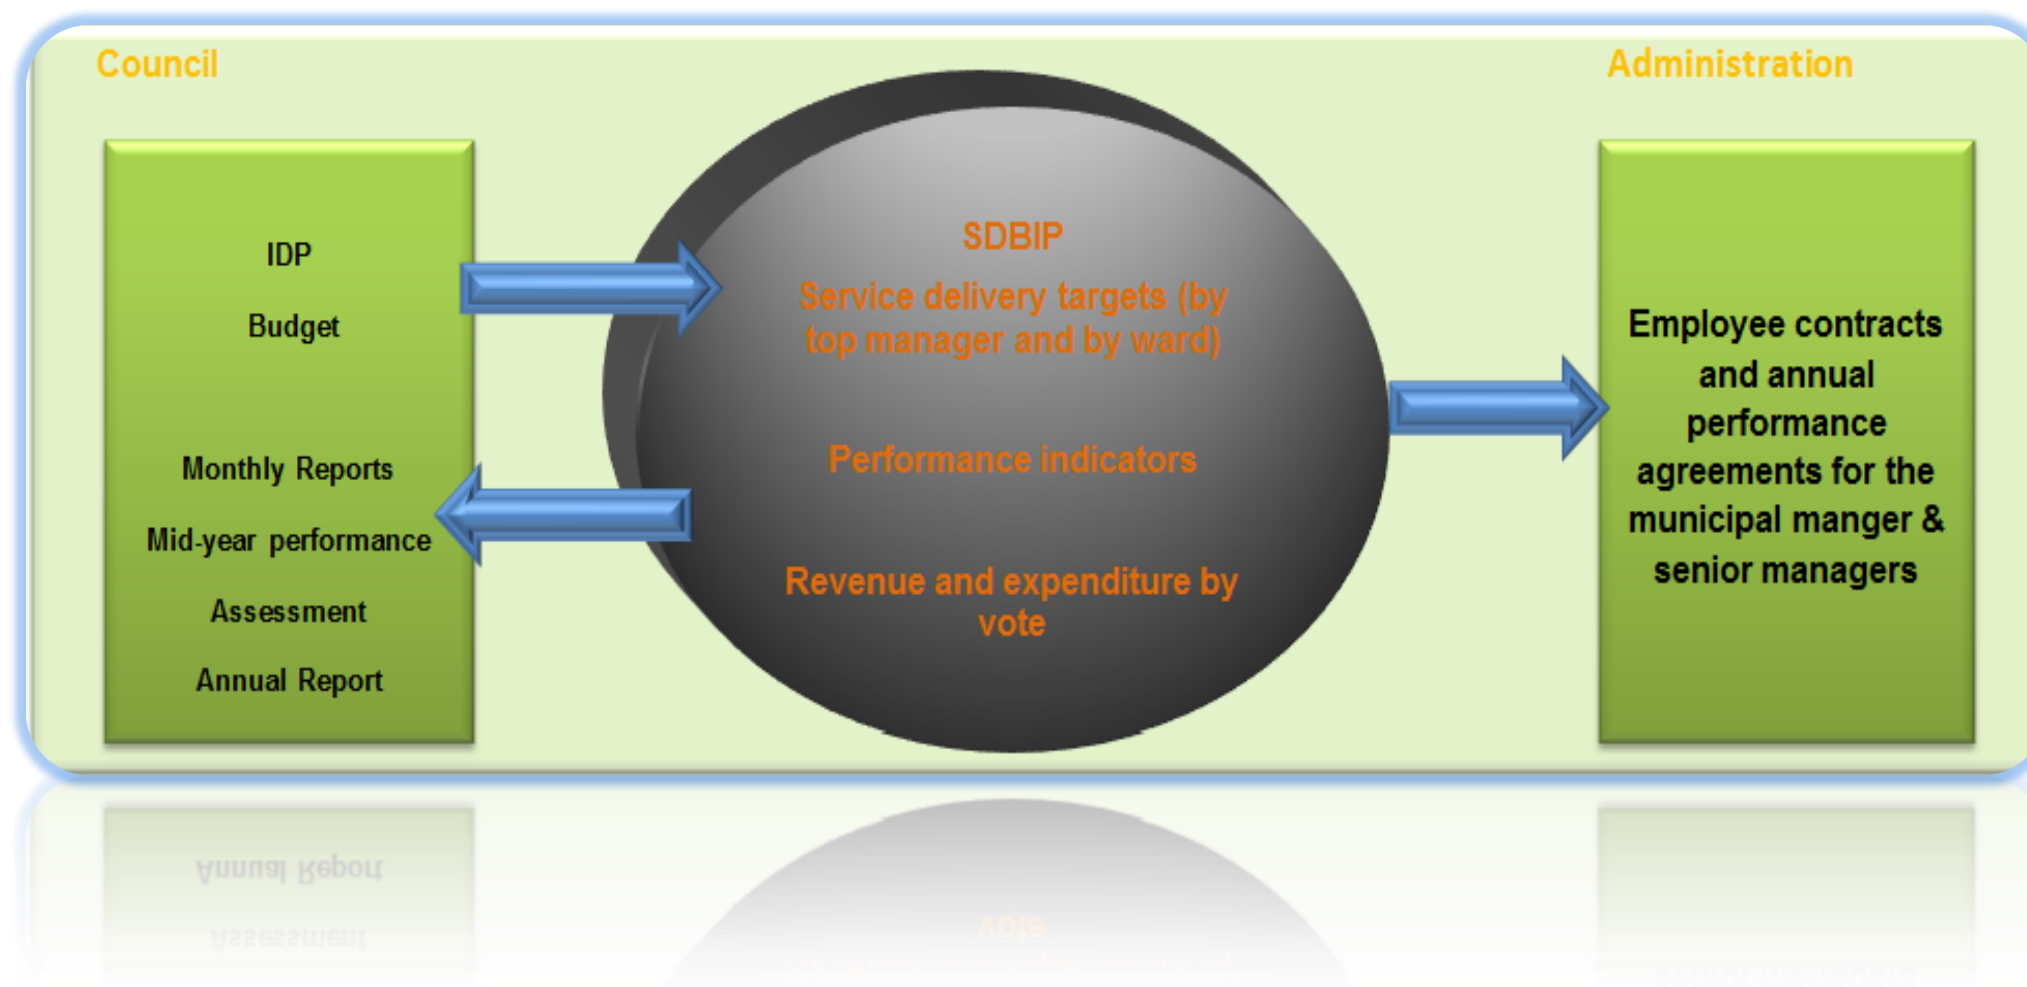 Council
Administration
IDP
Budget
Monthly Reports
Mid-year performance
Assessment
Annual Report
SDBIP
Service delivery targets (by
top manager and by ward)
Performance indicators
Revenue and expenditure by
vote
Employee contracts
and annual
performance
agreements for the
municipal manger &
senior managers